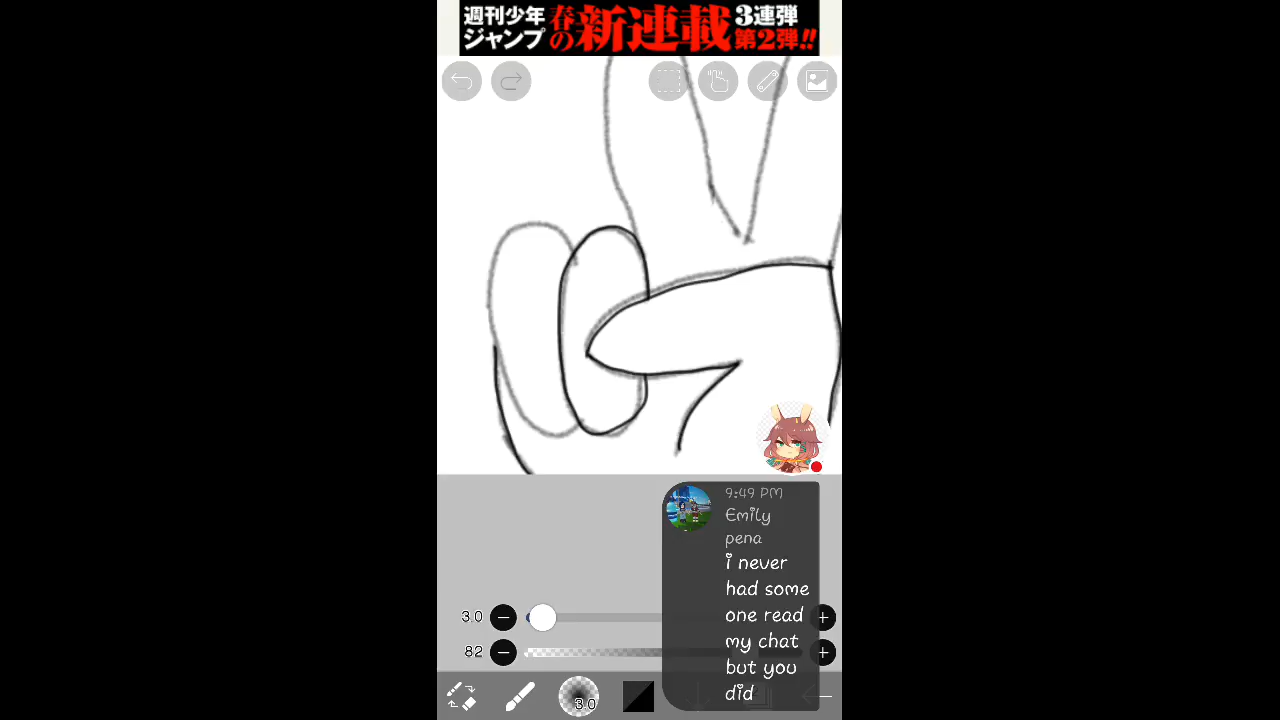 週刊少年
ジャンプ
春の新連載
3連弾
第2弾!!
9:49 PM
Emily
pena
i never
had some
one read
my chat
but you
did
3.0
82
3.0